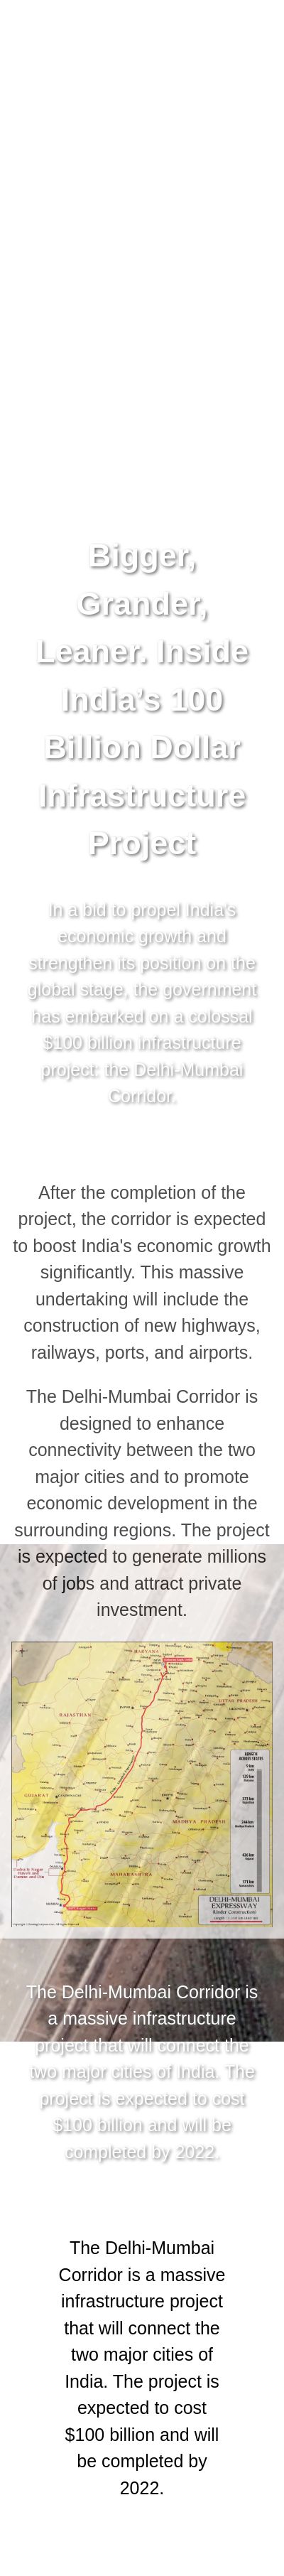 Bigger,
Grander,
Leaner. Inside
India's 100
Billion Dollar
Infrastructure
Project
In a bid to propel India's
economic growth and
strengthen its position on the
global stage, the government
has embarked on a colossal
$100 billion infrastructure
project: the Delhi-Mumbai
Corridor.
After the completion of the
project, the corridor is expected
to boost India's economic growth
significantly. This massive
undertaking will include the
construction of new highways,
railways, ports, and airports.
The Delhi-Mumbai Corridor is
designed to enhance
connectivity between the two
major cities and to promote
economic development in the
surrounding regions. The project
is expected to generate millions
of jobs and attract private
investment.
HARYANA
UTTAR PRADESH
RAJASTHAN
GUJARAT
MADHYA PRADESH
MAHARASHTRA
DELHI-MUMBAI
EXPRESSWAY
(Under Construction)
The Delhi-Mumbai Corridor is
a massive infrastructure
project that will connect the
two major cities of India. The
project is expected to cost
$100 billion and will be
completed by 2022.
The Delhi-Mumbai
Corridor is a massive
infrastructure project
that will connect the
two major cities of
India. The project is
expected to cost
$100 billion and will
be completed by
2022.